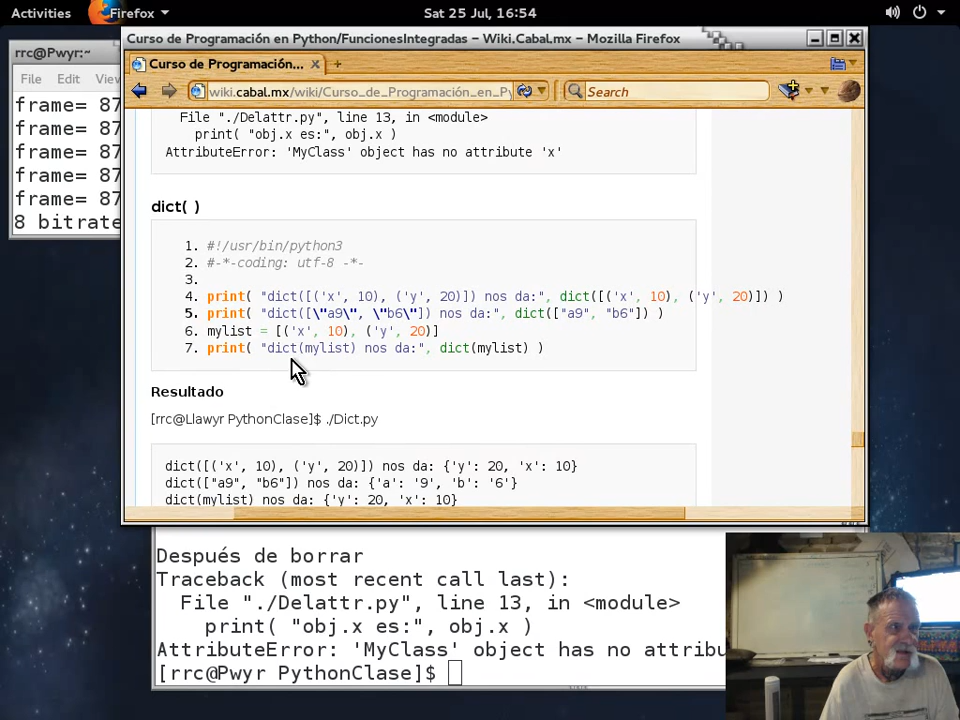 Activities
Firefox
Sat 25 Jul, 16:54
rrc@Pwyr:~
File Edit View
frame= 87
frame= 87
frame= 87
frame= 87
frame= 87
8 bitrate
Curso de Programación en Python/FuncionesIntegradas – Wiki.Cabal.mx – Mozilla Firefox
Curso de Programación...
wiki.cabal.mx/wiki/Curso_de_Programación_en_Py
Search
File "./Delattr.py", line 13, in <module>
print( "obj.x es:", obj.x )
AttributeError: 'MyClass' object has no attribute 'x'
dict( )
1. #!/usr/bin/python3
2. #-*-coding: utf-8 -*-
3.
4. print( "dict([('x', 10), ('y', 20)]) nos da:", dict([('x', 10), ('y', 20)]) )
5. print( "dict([\"a9\", \"b6\"]) nos da:", dict(["a9", "b6"]) )
6. mylist = [('x', 10), ('y', 20)]
7. print( "dict(mylist) nos da:", dict(mylist) )
Resultado
[rrc@Llawyr PythonClase]$ ./Dict.py
dict([('x', 10), ('y', 20)]) nos da: {'y': 20, 'x': 10}
dict(["a9", "b6"]) nos da: {'a': '9', 'b': '6'}
dict(mylist) nos da: {'y': 20, 'x': 10}
Después de borrar
Traceback (most recent call last):
File "./Delattr.py", line 13, in <module>
print( "obj.x es:", obj.x )
AttributeError: 'MyClass' object has no attribu
[rrc@Pwyr PythonClase]$